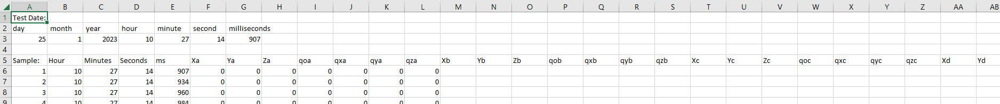 A B C D E F G H I J K L M N O P Q R S T U V W X Y Z AA AB
1 Test Date:
2 day month year hour minute second milliseconds
3 25 1 2023 10 27 14 907
4
5 Sample: Hour Minutes Seconds ms Xa Ya Za qoa qxa qya qza Xb Yb Zb qob qxb qyb qzb Xc Yc Zc qoc qxc qyc qzc Xd Yd
6 1 10 27 14 907 0 0 0 0 0 0 0
7 2 10 27 14 934 0 0 0 0 0 0 0
8 3 10 27 14 960 0 0 0 0 0 0 0
9 4 10 27 14 984 0 0 0 0 0 0 0